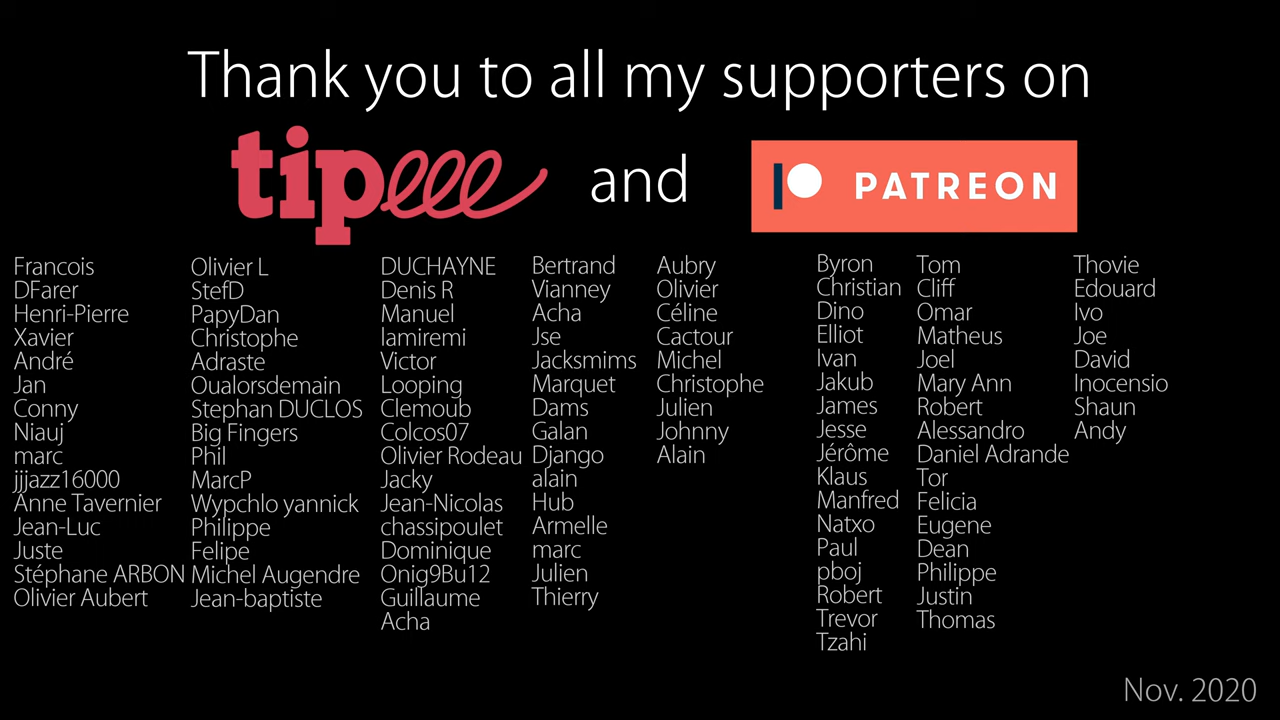 Thank you to all my supporters on
tipeee and PATREON
Francois
DFarer
Henri-Pierre
Xavier
André
Jan
Conny
Niauj
marc
jjjazz16000
Anne Tavernier
Jean-Luc
Juste
Stéphane ARBON
Olivier Aubert
Olivier L
StefD
PapyDan
Christophe
Adraste
Oualorsdemain
Stephan DUCLOS
Big Fingers
Phil
MarcP
Wypchlo yannick
Philippe
Felipe
Michel Augendre
Jean-baptiste
DUCHAYNE
Denis R
Manuel
lamiremi
Victor
Looping
Clemoub
Colcos07
Olivier Rodeau
Jacky
Jean-Nicolas
chassipoulet
Dominique
Onig9Bu12
Guillaume
Acha
Bertrand
Vianney
Acha
Jse
Jacksmims
Marquet
Dams
Galan
Django
alain
Hub
Armelle
marc
Julien
Thierry
Aubry
Olivier
Céline
Cactour
Michel
Christophe
Julien
Johnny
Alain
Byron
Christian
Dino
Elliot
Ivan
Jakub
James
Jesse
Jérôme
Klaus
Manfred
Natxo
Paul
pboj
Robert
Trevor
Tzahi
Tom
Cliff
Omar
Matheus
Joel
Mary Ann
Robert
Alessandro
Daniel Adrande
Tor
Felicia
Eugene
Dean
Philippe
Justin
Thomas
Thovie
Edouard
Ivo
Joe
David
Inocensio
Shaun
Andy
Nov. 2020